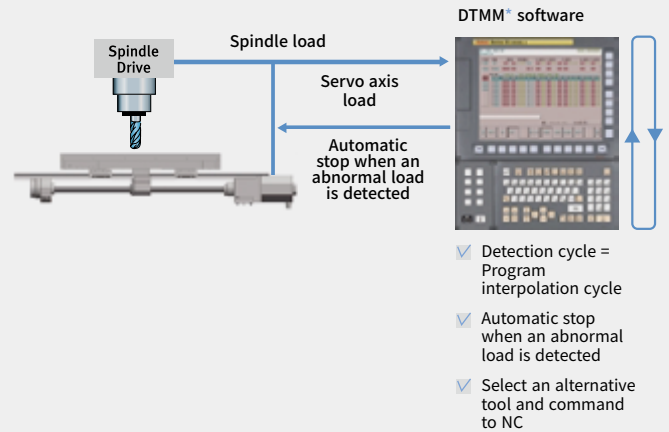 DTMM* software
Spindle load
Spindle
Drive
Servo axis
load
Automatic
stop when an
abnormal load
is detected
Detection cycle =
Program
interpolation cycle
Automatic stop
when an abnormal
load is detected
Select an alternative
tool and command
to NC